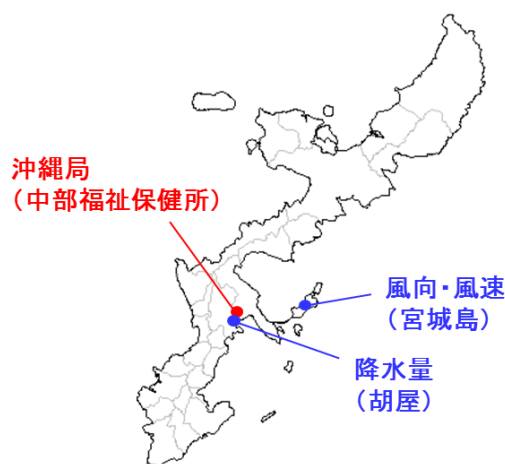 沖縄局
（中部福祉保健所）
風向・風速
（宮城島）
降水量
（胡屋）